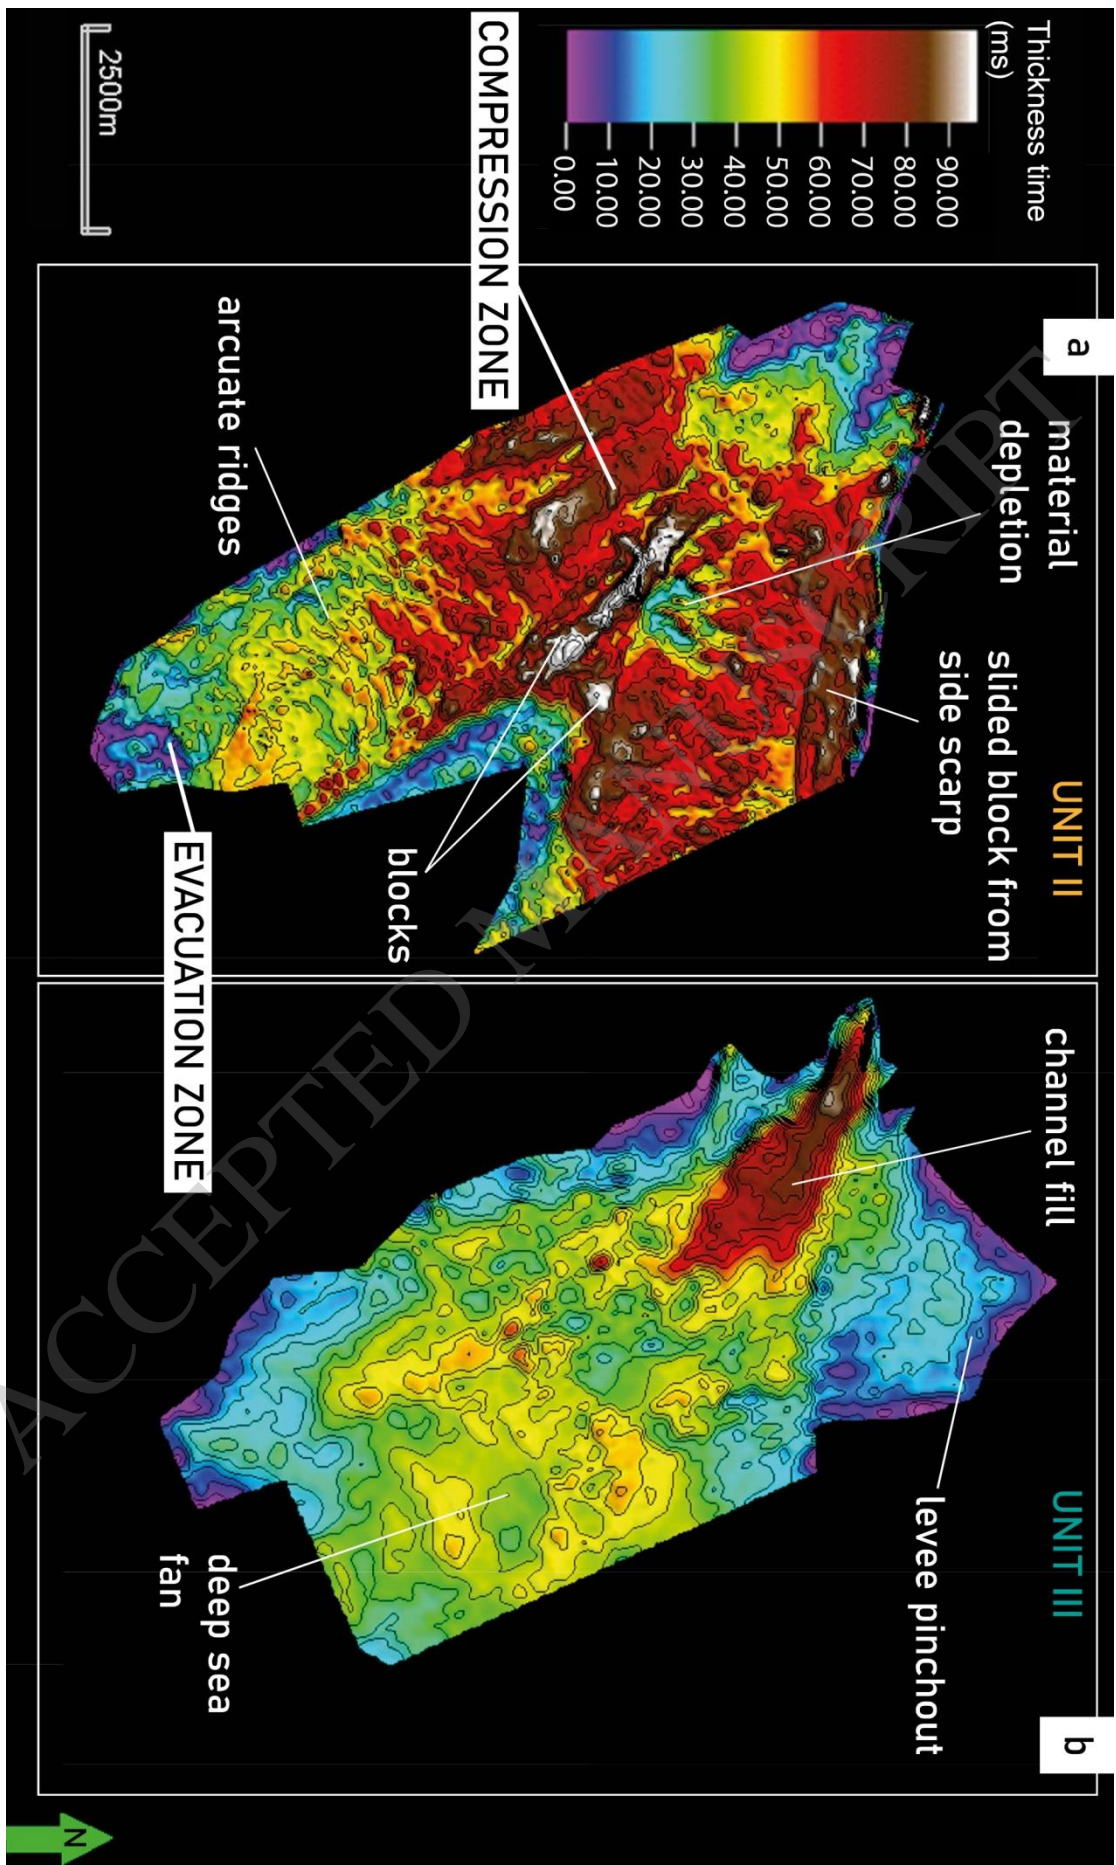 Thickness time
(ms)
90.00
80.00
70.00
60.00
50.00
40.00
30.00
20.00
10.00
0.00
COMPRESSION ZONE
2500m
a
UNIT II
material
depletion
slided block from
side scarp
blocks
arcuate ridges
EVACUATION ZONE
b
UNIT III
channel fill
levee pinchout
deep sea
fan
N
ACCEPTED MANUSCRIPT